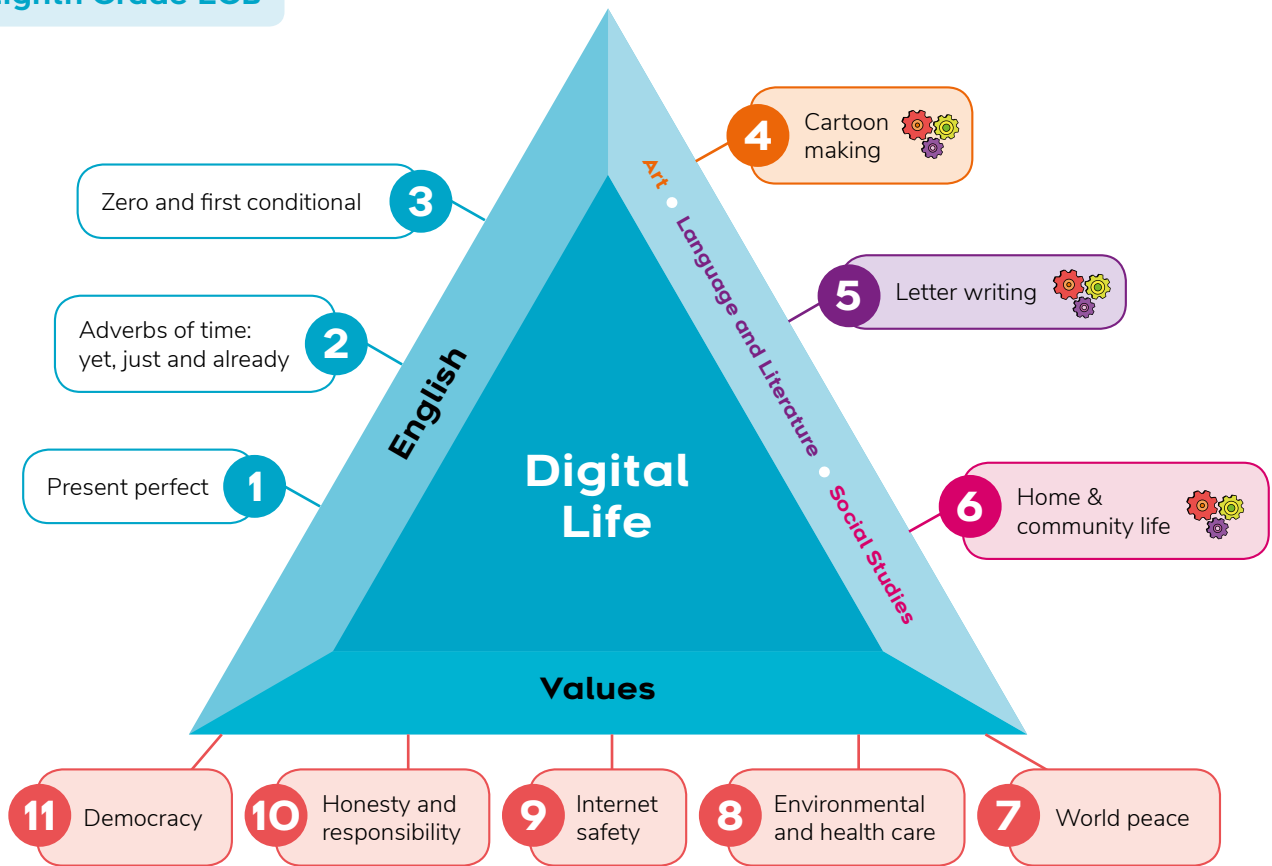 Eighth Grade EGB
4
Cartoon
making
3
Zero and first conditional
Art • Language and Literature • Social Studies
5
Letter writing
2
Adverbs of time:
yet, just and already
English
1
Present perfect
Digital
Life
6
Home &
community life
Values
11
Democracy
10
Honesty and
responsibility
9
Internet
safety
8
Environmental
and health care
7
World peace